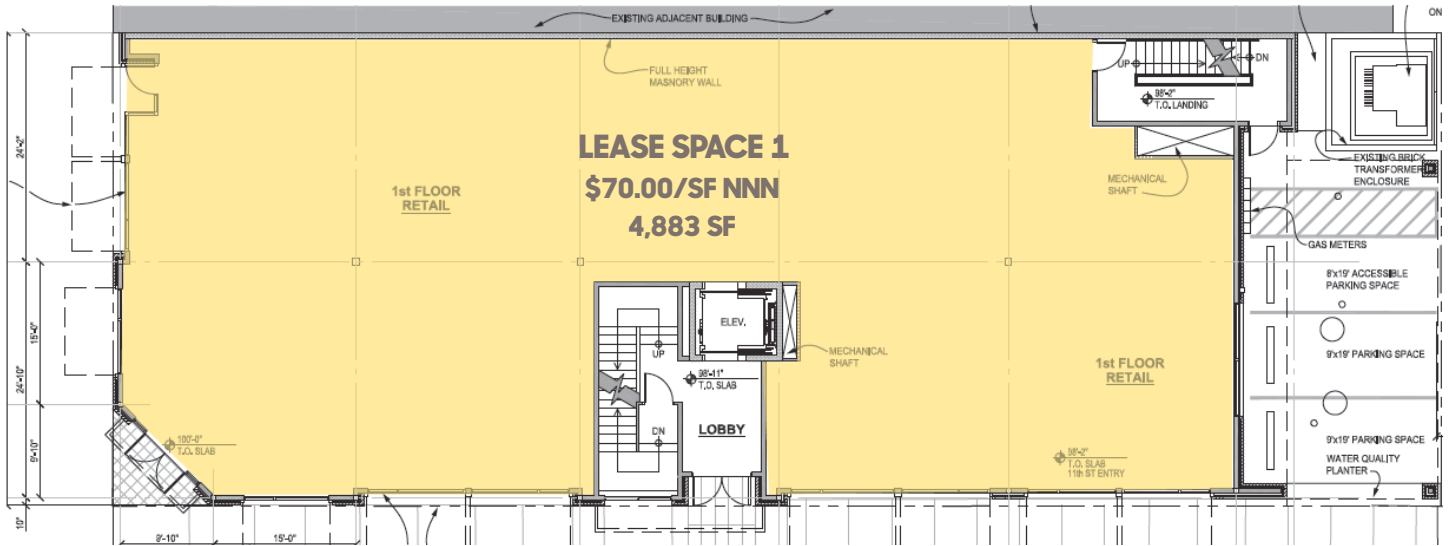 EXISTING ADJACENT BUILDING
ON
FULL HEIGHT
MASNORY WALL
UP
DN
98'-2"
T.O. LANDING
LEASE SPACE 1
$70.00/SF NNN
4,883 SF
1st FLOOR
RETAIL
MECHANICAL
SHAFT
EXISTING BRICK
TRANSFORMER
ENCLOSURE
GAS METERS
8'x19' ACCESSIBLE
PARKING SPACE
24'-2"
15'-0"
24'-10"
9'-10"
10"
ELEV.
UP
MECHANICAL
SHAFT
98'-11"
T.O. SLAB
DN
LOBBY
1st FLOOR
RETAIL
9'x19' PARKING SPACE
100'-0"
T.O. SLAB
98'-2"
T.O. SLAB
11th ST ENTRY
9'x19' PARKING SPACE
WATER QUALITY
PLANTER
9'-10"
15'-0"